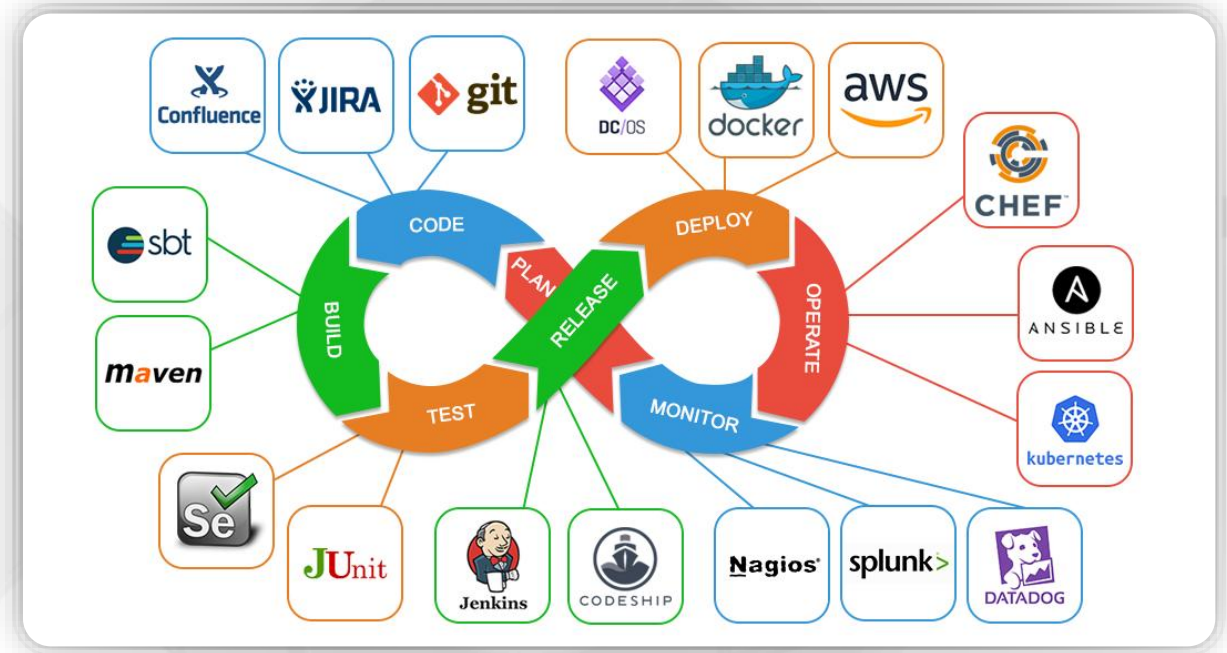 Confluence
JIRA
git
DC/OS
docker
aws
CHEF™
sbt
CODE
DEPLOY
PLAN
RELEASE
BUILD
OPERATE
ANSIBLE
maven
TEST
MONITOR
kubernetes
Se
JUnit
Jenkins
CODESHIP
Nagios®
splunk>
DATADOG